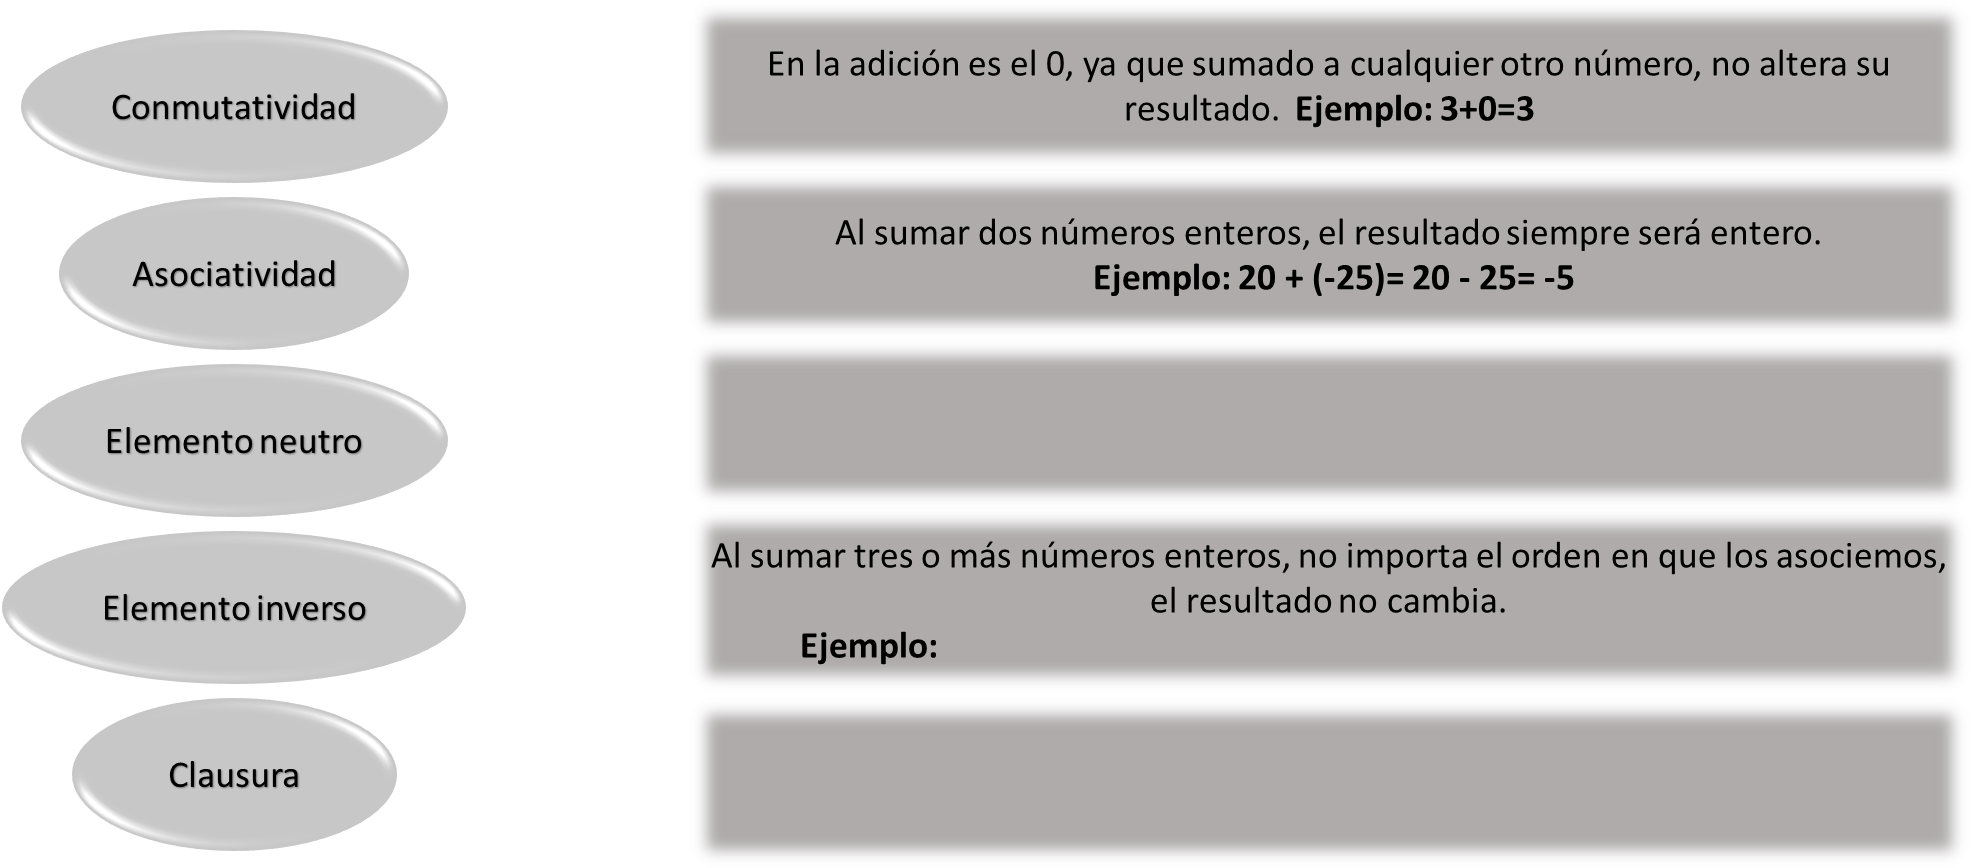 Conmutatividad
Asociatividad
Elemento neutro
Elemento inverso
Clausura
En la adición es el 0, ya que sumado a cualquier otro número, no altera su
resultado. Ejemplo: 3+0=3
Al sumar dos números enteros, el resultado siempre será entero.
Ejemplo: 20 + (-25)= 20 - 25= -5
Al sumar tres o más números enteros, no importa el orden en que los asociemos,
el resultado no cambia.
Ejemplo: